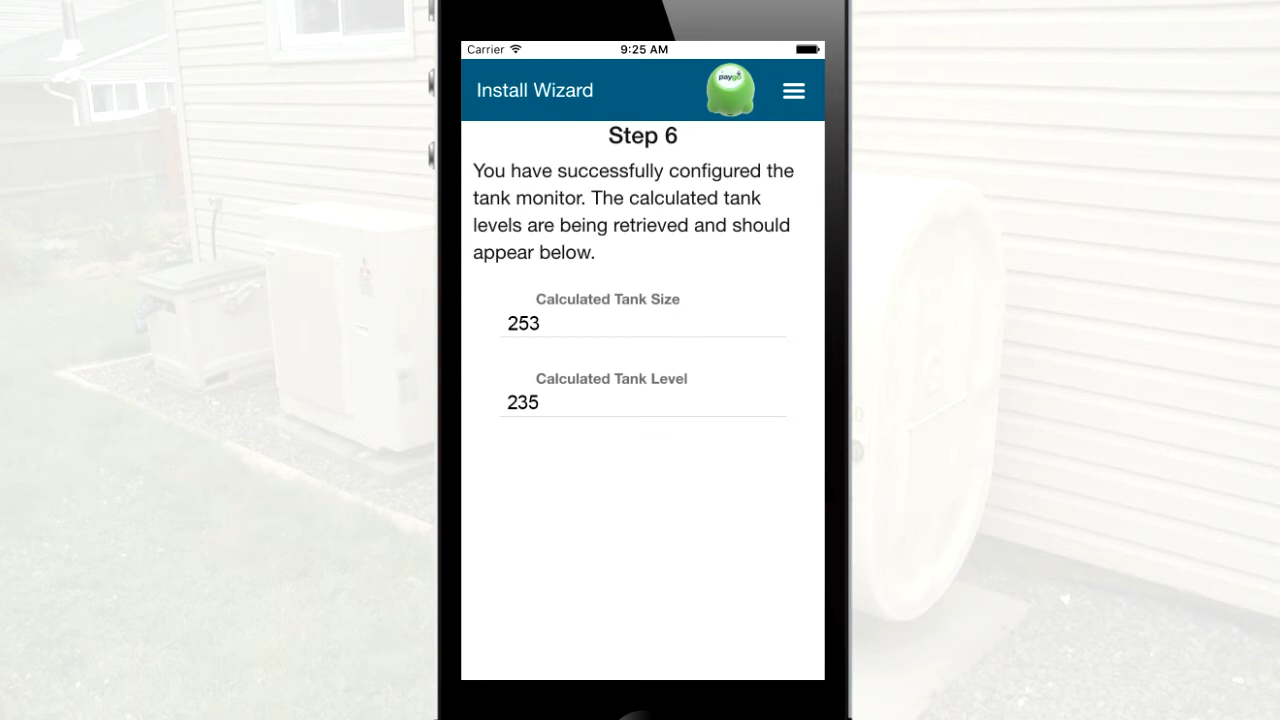 Carrier 9:25 AM
Install Wizard
paygo
Step 6
You have successfully configured the
tank monitor. The calculated tank
levels are being retrieved and should
appear below.
Calculated Tank Size
253
Calculated Tank Level
235